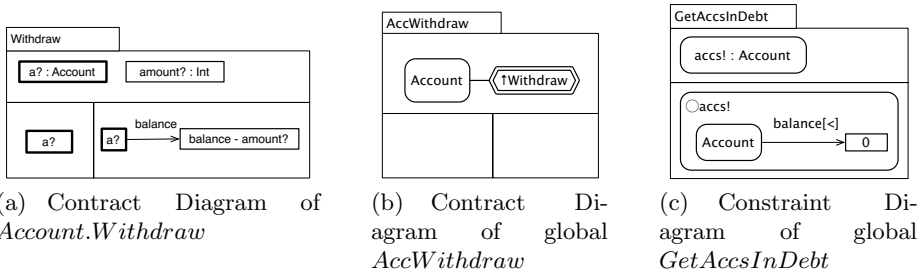 Withdraw
a? : Account
amount? : Int
a?
a?
balance
balance - amount?
(a) Contract Diagram of
Account.Withdraw
AccWithdraw
Account
↑Withdraw
(b) Contract Di-
agram of global
AccWithdraw
GetAccsInDebt
accs! : Account
accs!
Account
balance[<]
0
(c) Constraint Di-
agram of global
GetAccsInDebt